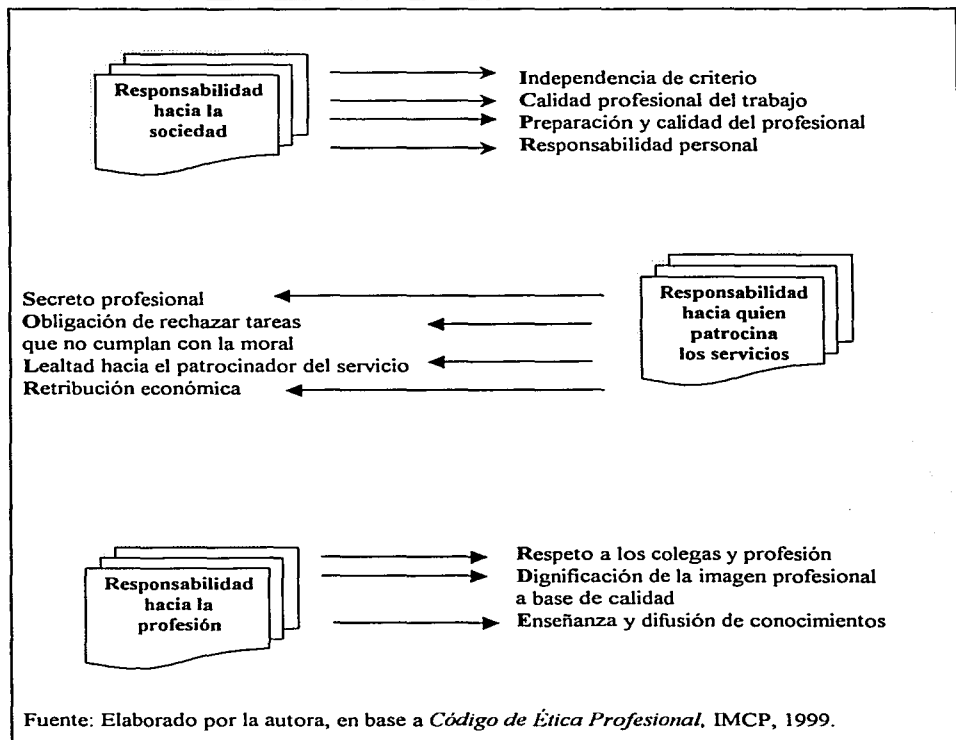 Responsabilidad
hacia la
sociedad
Independencia de criterio
Calidad profesional del trabajo
Preparación y calidad del profesional
Responsabilidad personal
Secreto profesional
Obligación de rechazar tareas
que no cumplan con la moral
Lealtad hacia el patrocinador del servicio
Retribución económica
Responsabilidad
hacia quien
patrocina
los servicios
Responsabilidad
hacia la
profesión
Respeto a los colegas y profesión
Dignificación de la imagen profesional
a base de calidad
Enseñanza y difusión de conocimientos
Fuente: Elaborado por la autora, en base a Código de Ética Profesional, IMCP, 1999.